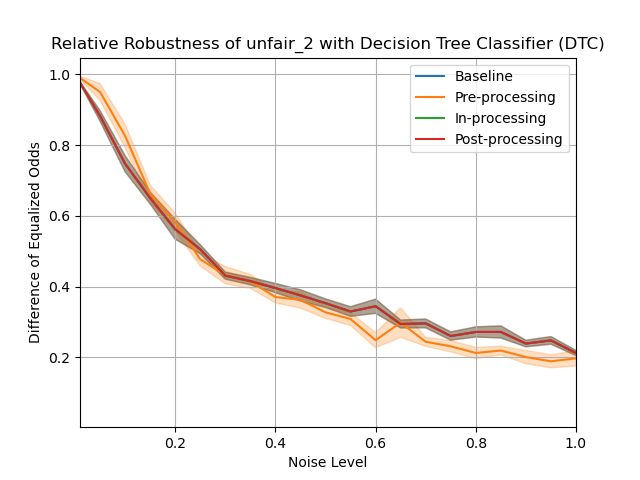 Relative Robustness of unfair_2 with Decision Tree Classifier (DTC)
Difference of Equalized Odds
1.0
0.8
0.6
0.4
0.2
Baseline
Pre-processing
In-processing
Post-processing
0.2 0.4 0.6 0.8 1.0
Noise Level